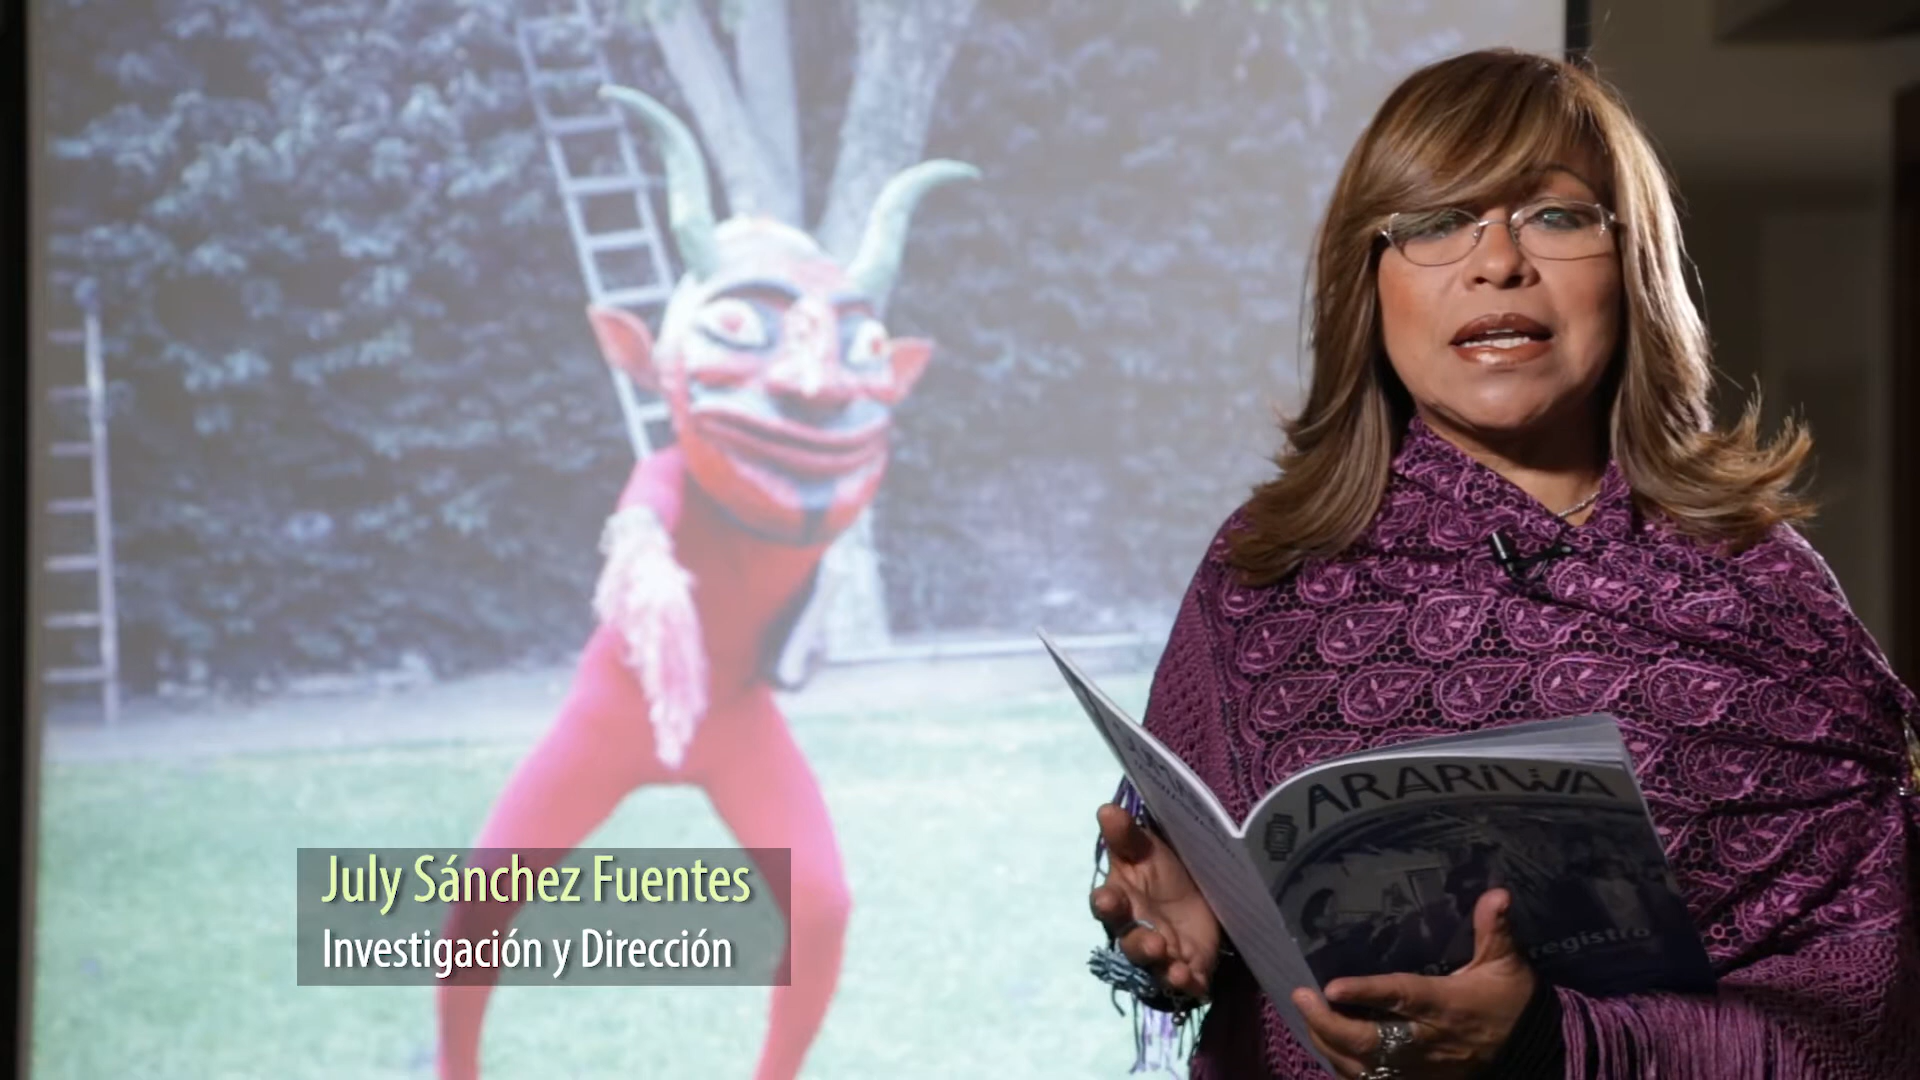 July Sánchez Fuentes
Investigación y Dirección
ARARIWA
registro